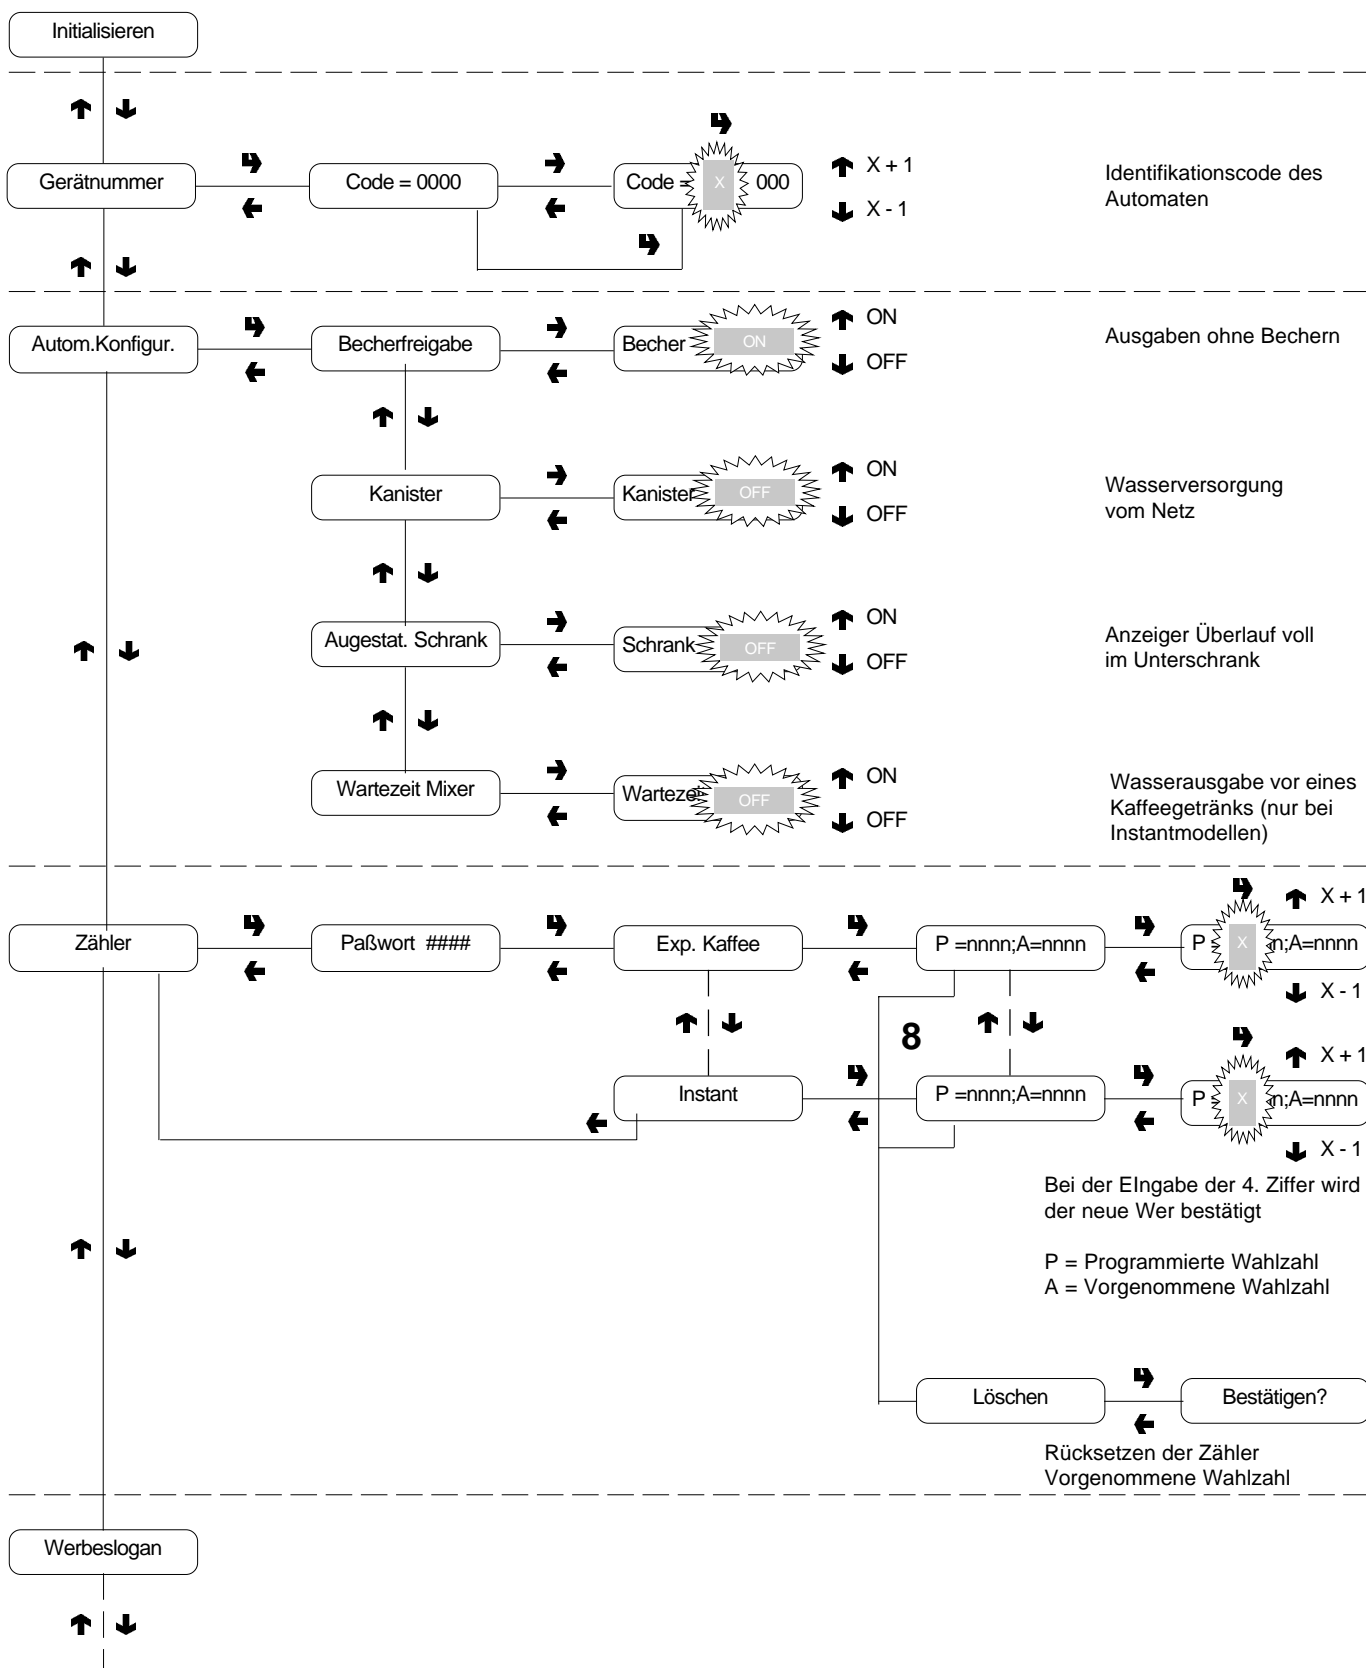 Initialisieren
Gerätnummer
Code = 0000
Code = X 000
X + 1
X - 1
Identifikationscode des
Automaten
Autom.Konfigur.
Becherfreigabe
Becher ON
ON
OFF
Ausgaben ohne Bechern
Kanister
Kanister OFF
ON
OFF
Wasserversorgung
vom Netz
Augestat. Schrank
Schrank OFF
ON
OFF
Anzeiger Überlauf voll
im Unterschrank
Wartezeit Mixer
Wartezei OFF
ON
OFF
Wasserausgabe vor eines
Kaffeegetränks (nur bei
Instantmodellen)
Zähler
Paßwort ####
Exp. Kaffee
P =nnnn;A=nnnn
P = X n;A=nnnn
X + 1
X - 1
8
Instant
P =nnnn;A=nnnn
P = X n;A=nnnn
X + 1
X - 1
Bei der EIngabe der 4. Ziffer wird
der neue Wer bestätigt
P = Programmierte Wahlzahl
A = Vorgenommene Wahlzahl
Löschen
Bestätigen?
Rücksetzen der Zähler
Vorgenommene Wahlzahl
Werbeslogan